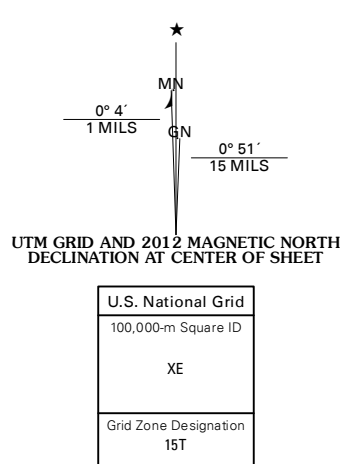 ★
MN
0° 4´
1 MILS
GN
0° 51´
15 MILS
UTM GRID AND 2012 MAGNETIC NORTH
DECLINATION AT CENTER OF SHEET
U.S. National Grid
100,000-m Square ID
XE
Grid Zone Designation
15T